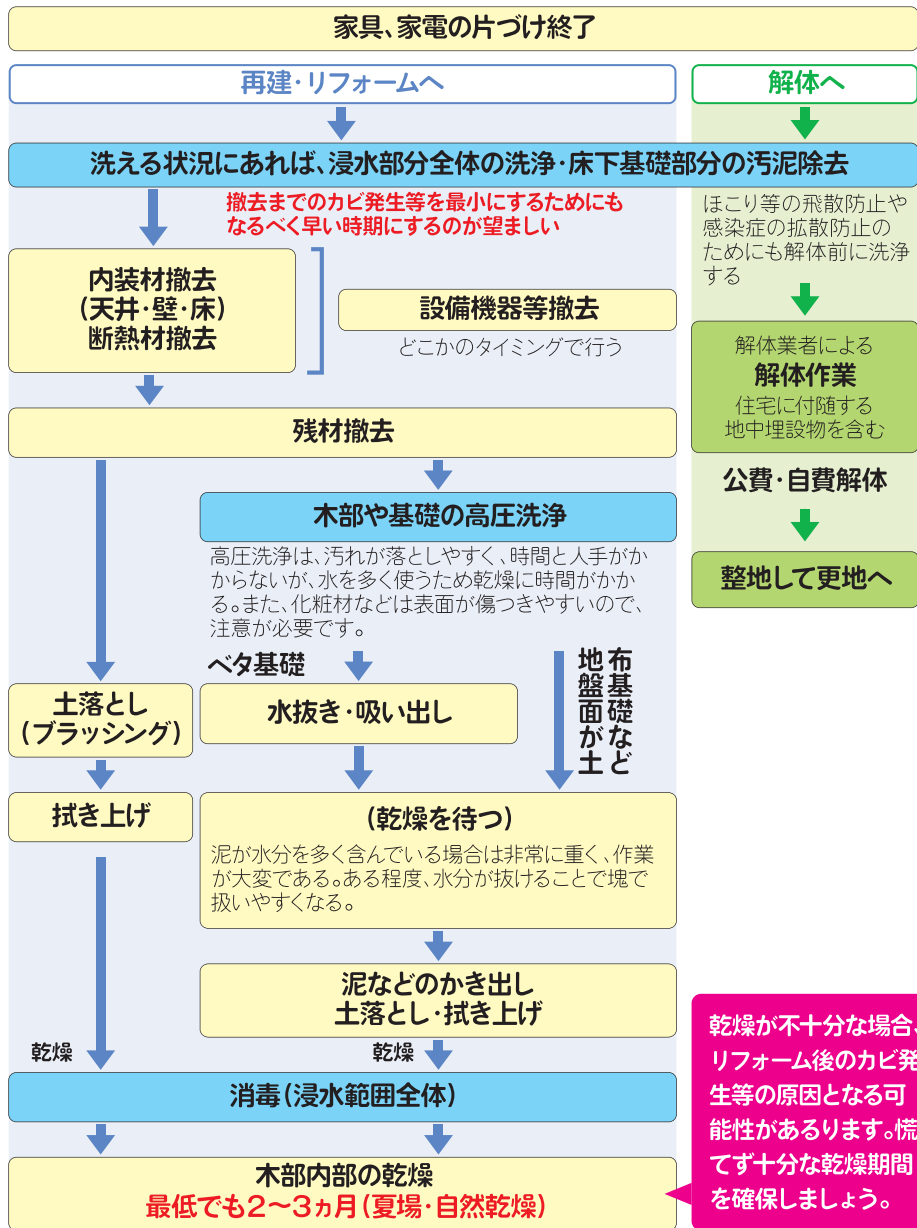 家具、家電の片づけ終了
再建・リフォームへ
洗える状況にあれば、浸水部分全体の洗浄・床下基礎部分の汚泥除去
撤去までのカビ発生等を最小にするためにも
なるべく早い時期にするのが望ましい
内装材撤去
(天井・壁・床)
断熱材撤去
設備機器等撤去
どこかのタイミングで行う
残材撤去
木部や基礎の高圧洗浄
高圧洗浄は、汚れが落としやすく、時間と人手がか
からないが、水を多く使うため乾燥に時間がかか
る。また、化粧材などは表面が傷つきやすいので、
注意が必要です。
ベタ基礎
布基礎など
地盤面が土
土落とし
(ブラッシング)
水抜き・吸い出し
拭き上げ
(乾燥を待つ)
泥が水分を多く含んでいる場合は非常に重く、作業
が大変である。ある程度、水分が抜けることで塊で
扱いやすくなる。
泥などのかき出し
土落とし・拭き上げ
乾燥
乾燥
消毒(浸水範囲全体)
木部内部の乾燥
最低でも2〜3ヵ月(夏場・自然乾燥)
解体へ
ほこり等の飛散防止や
感染症の拡散防止の
ためにも解体前に洗浄
する
解体業者による
解体作業
住宅に付随する
地中埋設物を含む
公費・自費解体
整地して更地へ
乾燥が不十分な場合、
リフォーム後のカビ発
生等の原因となる可
能性があるります。慌
てず十分な乾燥期間
を確保しましょう。